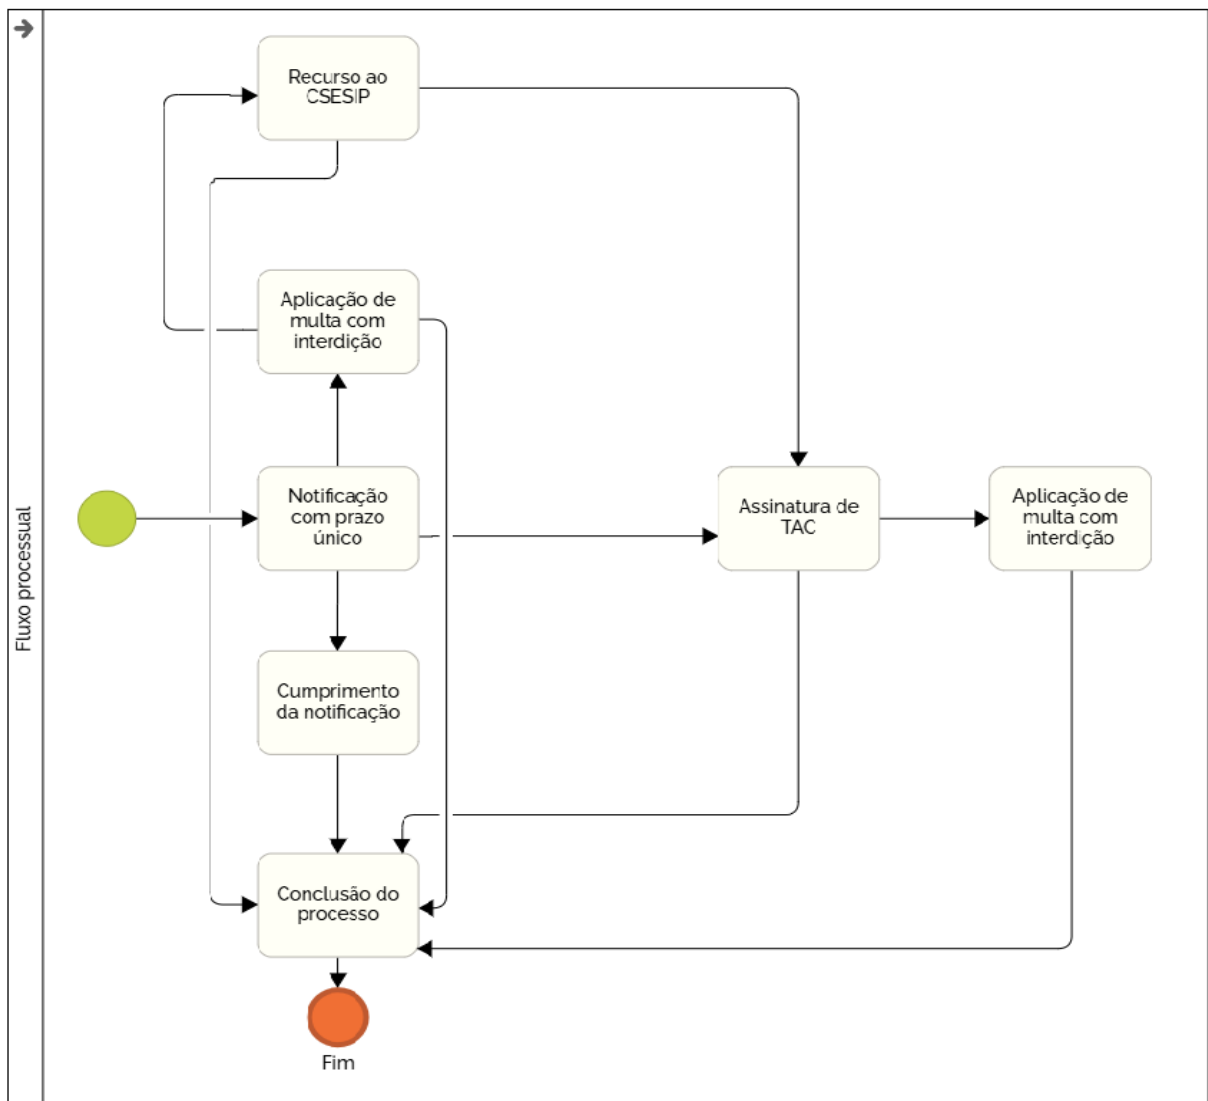 Fluxo processual
Recurso ao
CSESIP
Aplicação de
multa com
interdição
Notificação
com prazo
único
Assinatura de
TAC
Aplicação de
multa com
interdição
Cumprimento
da notificação
Conclusão do
processo
Fim